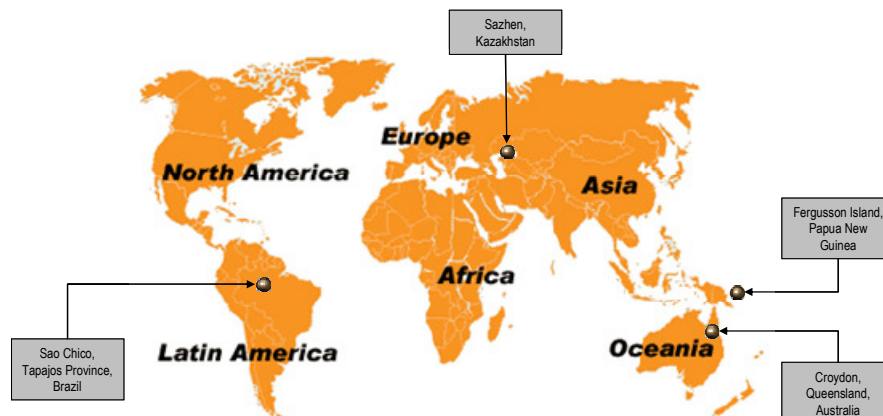 Sazhen,
Kazakhstan
Europe
North America
Asia
Fergusson Island,
Papua New
Guinea
Africa
Sao Chico,
Tapajos Province,
Brazil
Latin America
Oceania
Croydon,
Queensland,
Australia